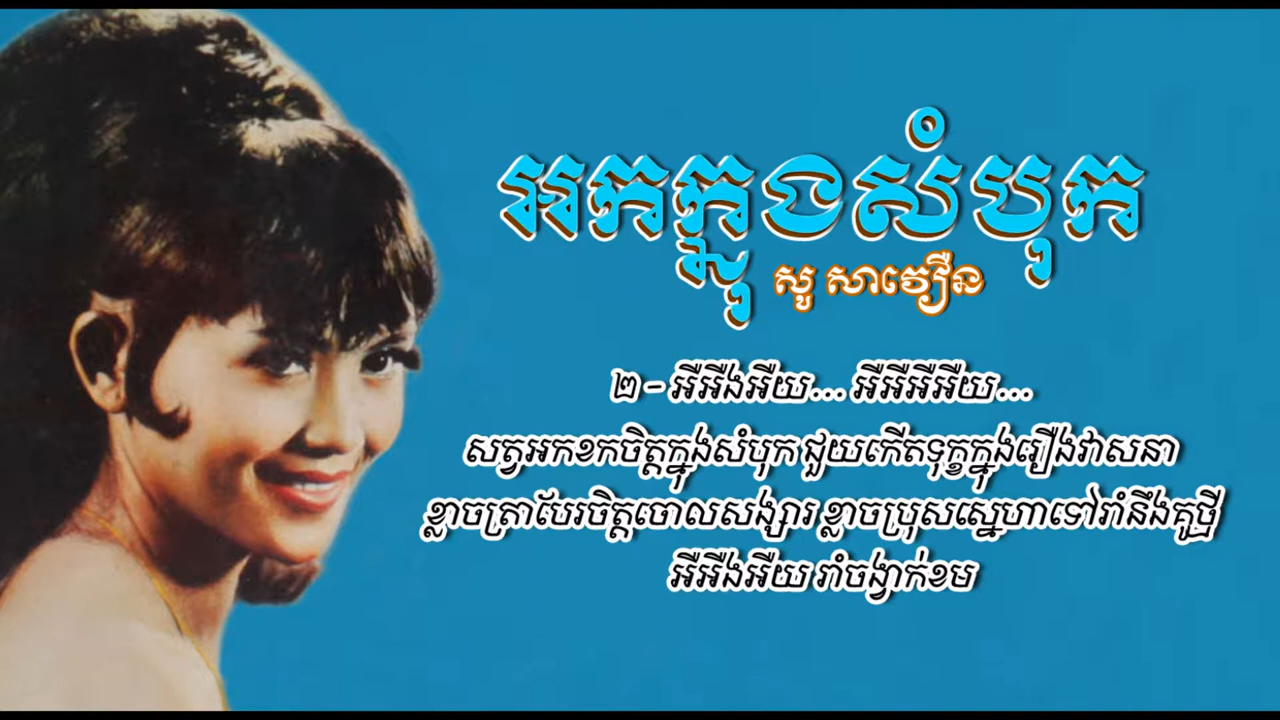 អកក្នុងសំបុក
សូ សាវឿន
២ - អឺអឺងអឺយ... អឺអឺអឺអឺយ...
សត្វអកខកចិត្តក្នុងសំបុក ជួយកើតទុក្ខក្នុងរឿងវាសនា
ខ្លាចត្រាបែរចិត្តចោលសង្សារ ខ្លាចប្រុសស្នេហាទៅរាំនឹងគូថ្មី
អឺអឺងអឺយ រាំចង្វាក់ខម